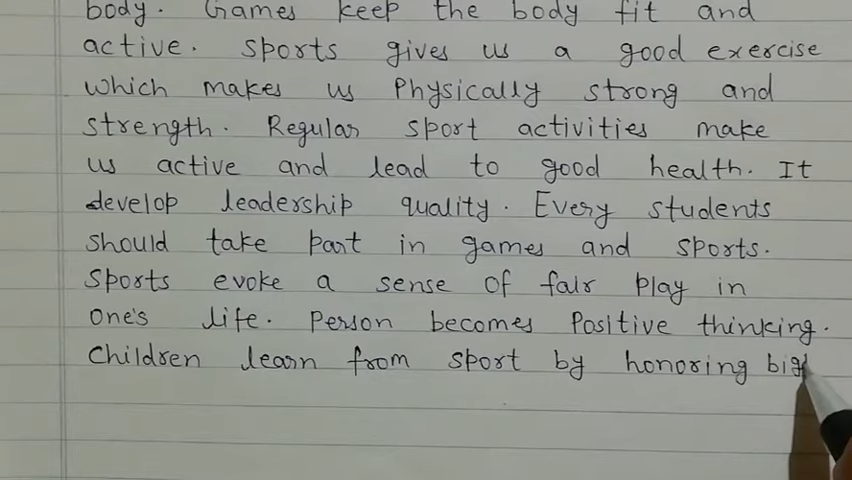 body. Games keep the body fit and
active. Sports gives us a good exercise
which makes us Physically strong and
strength. Regular sport activities make
us active and lead to good health. It
develop leadership quality. Every students
should take part in games and sports.
Sports evoke a sense of fair play in
one's life. Person becomes Positive thinking.
Children learn from sport by honoring